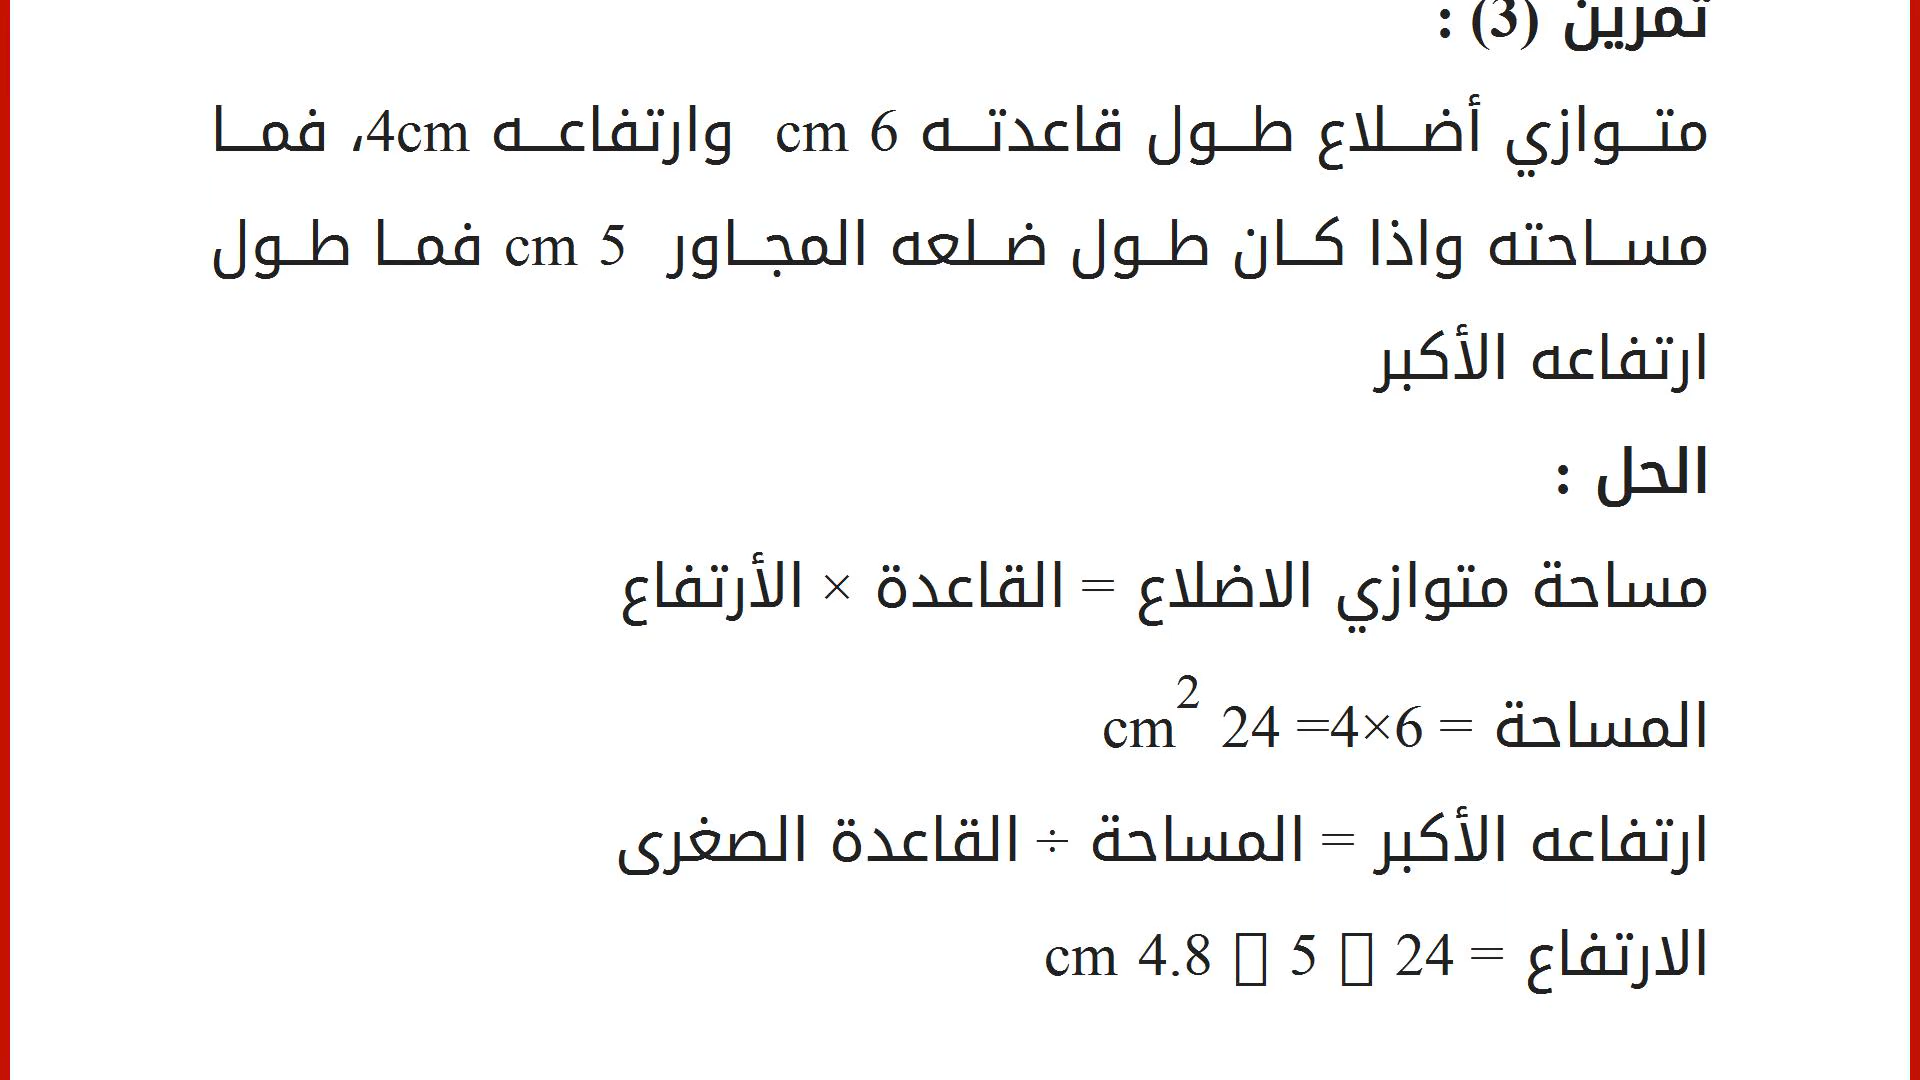 تمرين (3) :
متوازي أضلاع طول قاعدته 6 cm وارتفاعه 4cm، فما
مساحته واذا كان طول ضلعه المجاور 5 cm فما طول
ارتفاعه الأكبر
الحل :
مساحة متوازي الاضلاع = القاعدة × الأرتفاع
المساحة = 6×4= 24 cm²
ارتفاعه الأكبر = المساحة ÷ القاعدة الصغرى
الارتفاع = 24 □ 5 □ 4.8 cm